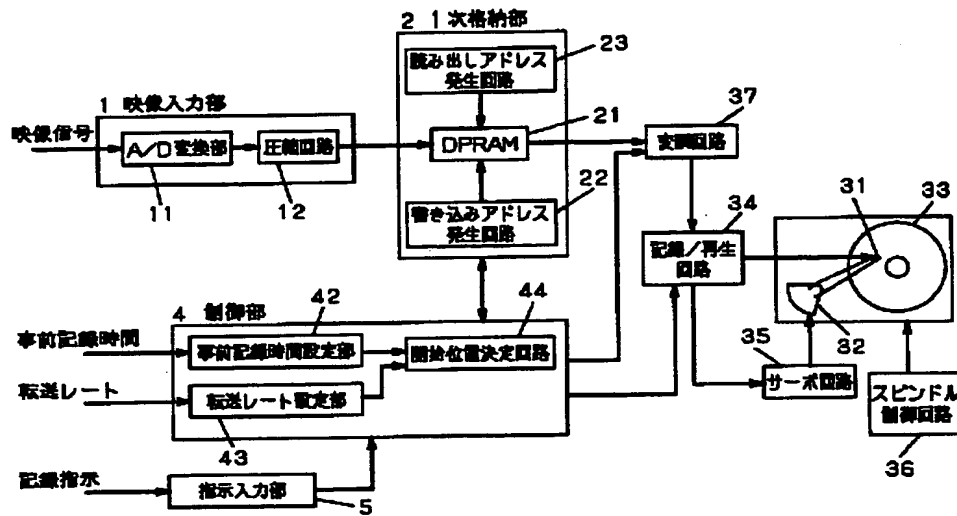 2 1次格納部
読み出しアドレス
発生回路
23
1 映像入力部
映像信号
A/D変換部
圧縮回路
11
12
DPRAM
21
書き込みアドレス
発生回路
22
37
変調回路
34
記録/再生
回路
31
33
32
35
サーボ回路
スピンドル
制御回路
36
4 制御部
42
44
事前記録時間
事前記録時間設定部
開始位置決定回路
転送レート
転送レート設定部
43
記録指示
指示入力部
5